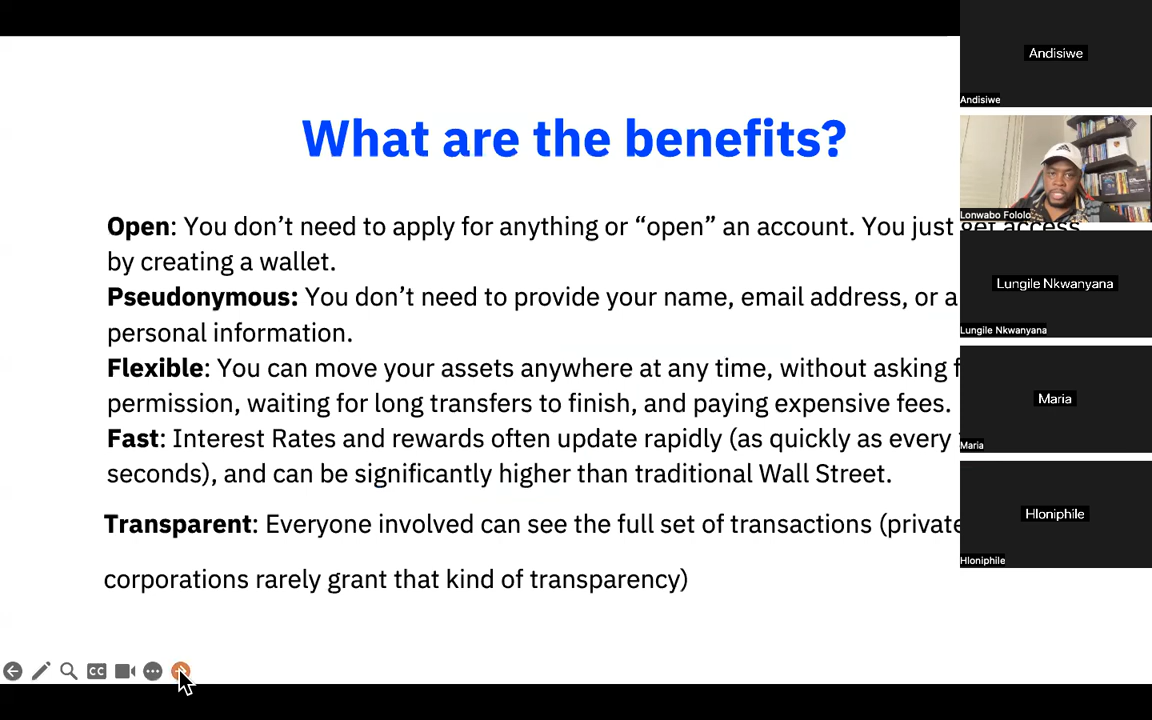 What are the benefits?
Open: You don’t need to apply for anything or “open” an account. You just get access
by creating a wallet.
Pseudonymous: You don’t need to provide your name, email address, or a
personal information.
Flexible: You can move your assets anywhere at any time, without asking
permission, waiting for long transfers to finish, and paying expensive fees.
Fast: Interest Rates and rewards often update rapidly (as quickly as every
seconds), and can be significantly higher than traditional Wall Street.
Transparent: Everyone involved can see the full set of transactions (private
corporations rarely grant that kind of transparency)
CC
Andisiwe
Andisiwe
Lonwabo Fololo
Lungile Nkwanyana
Lungile Nkwanyana
Maria
Maria
Hloniphile
Hloniphile